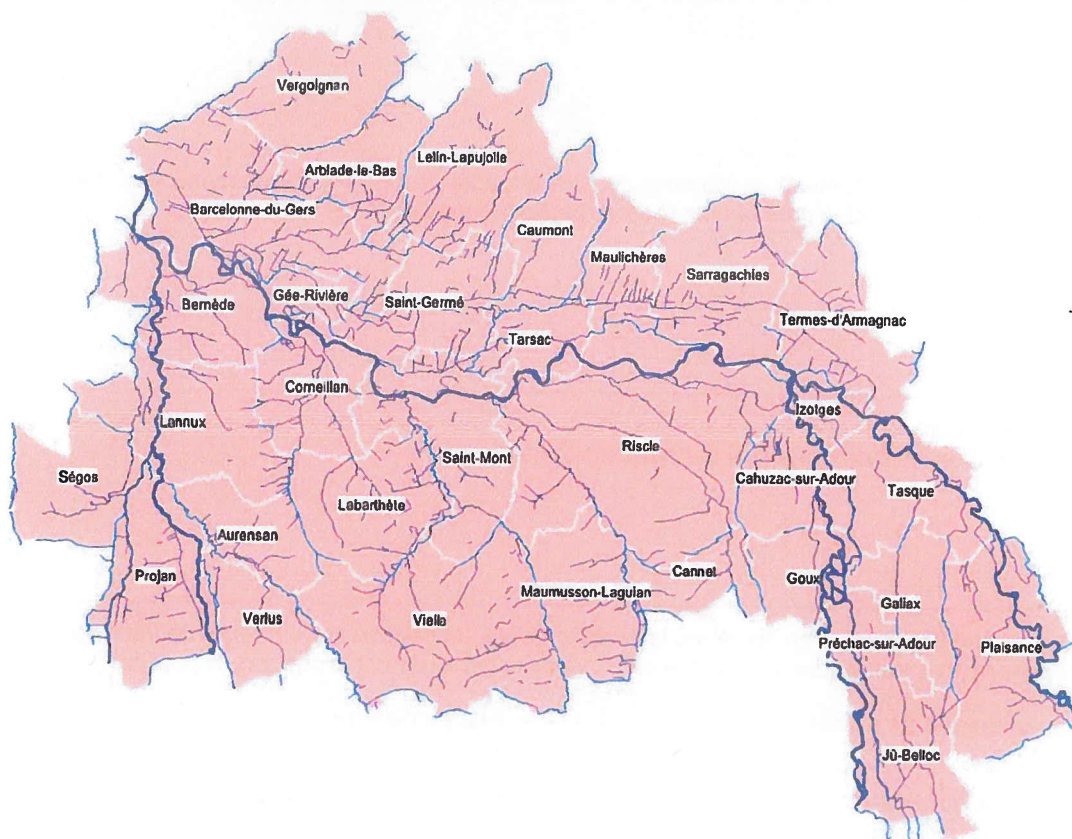 Vergoignan
Lelin-Lapujolle
Arblade-le-Bas
Barcelonne-du-Gers
Caumont
Maulichères
Sarragachies
Gée-Rivière
Saint-Germé
Bernède
Termes-d'Armagnac
Tarsac
Corneillan
Izotges
Lannux
Riscle
Saint-Mont
Ségos
Cahuzac-sur-Adour
Tasque
Labarthète
Aurensan
Projan
Cannet
Goux
Maumusson-Laguian
Galiax
Verlus
Viella
Préchac-sur-Adour
Plaisance
Jû-Belloc